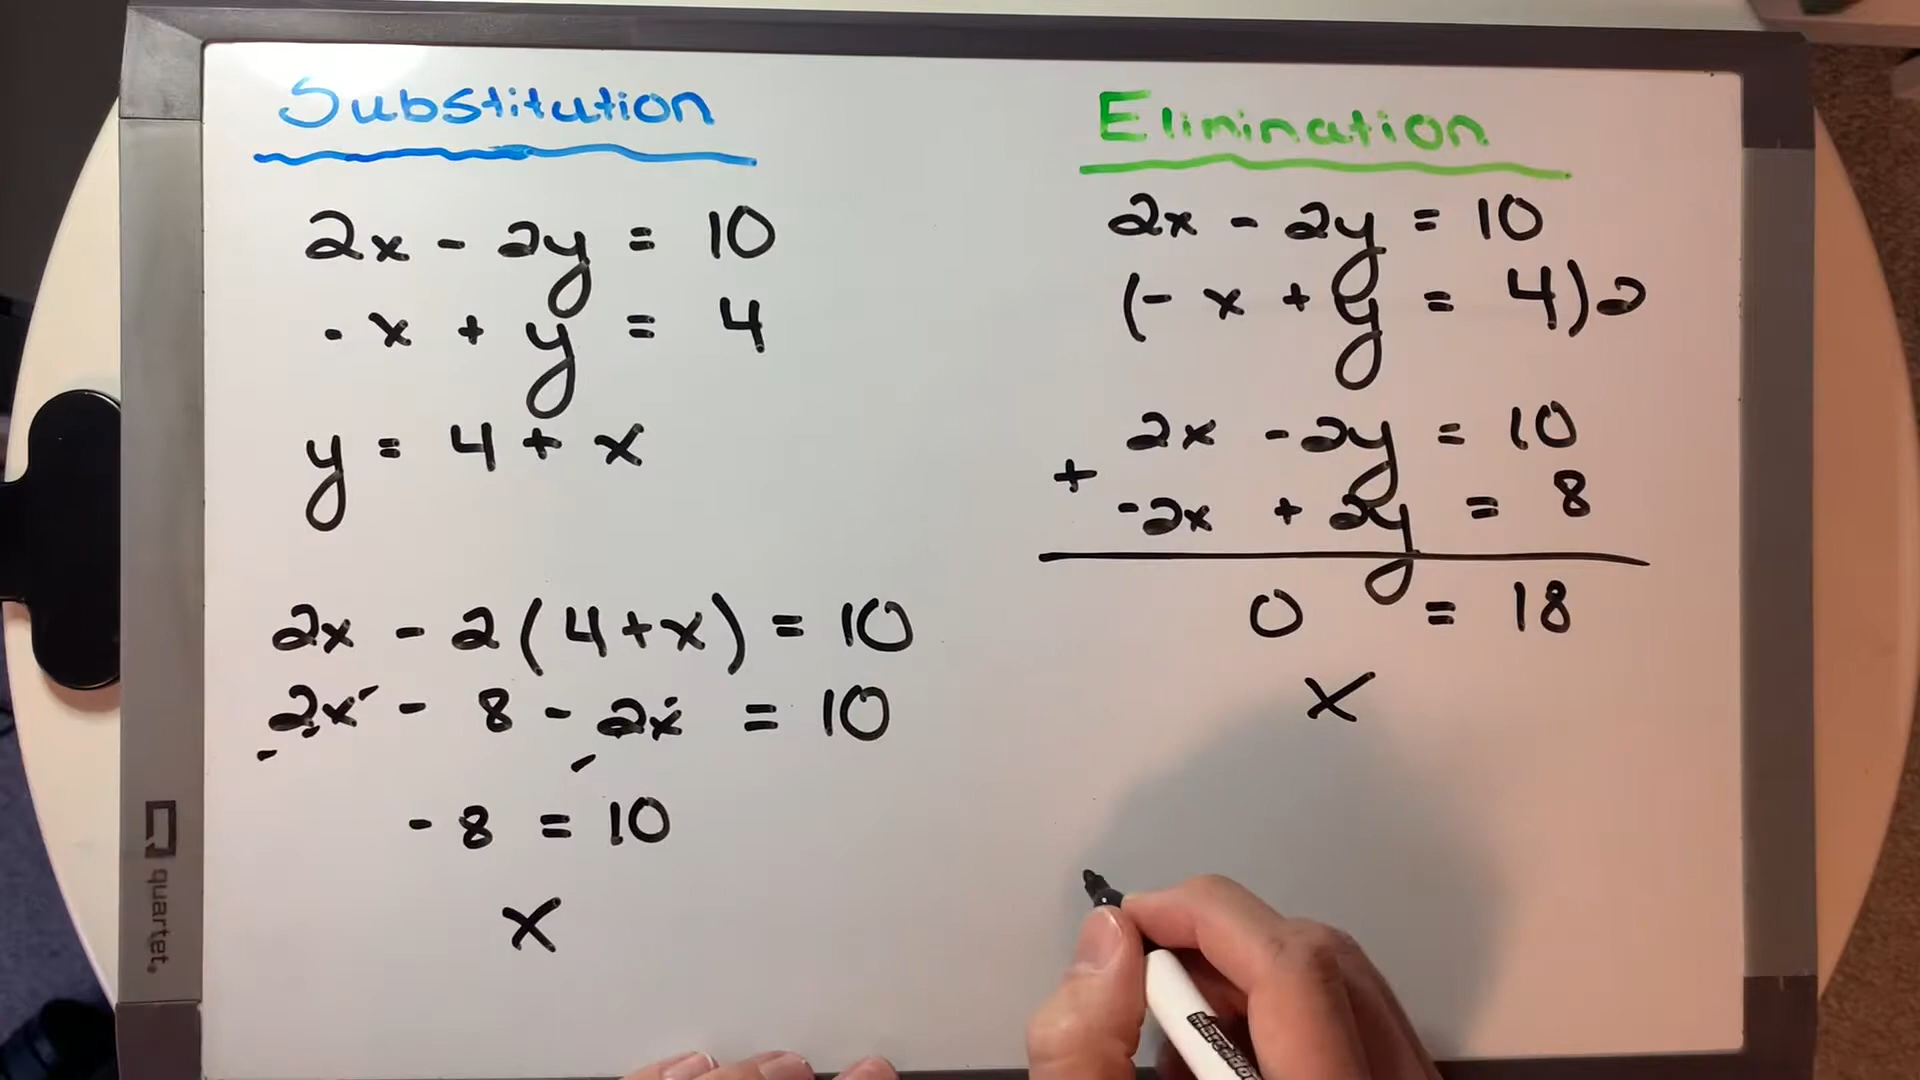 Substitution
2x - 2y = 10
- x + y = 4
y = 4 + x
2x - 2(4+x) = 10
2x - 8 - 2x = 10
- 8 = 10
x
Elimination
2x - 2y = 10
(- x + y = 4)2
2x - 2y = 10
+ -2x + 2y = 8
0 = 18
x
quartet.